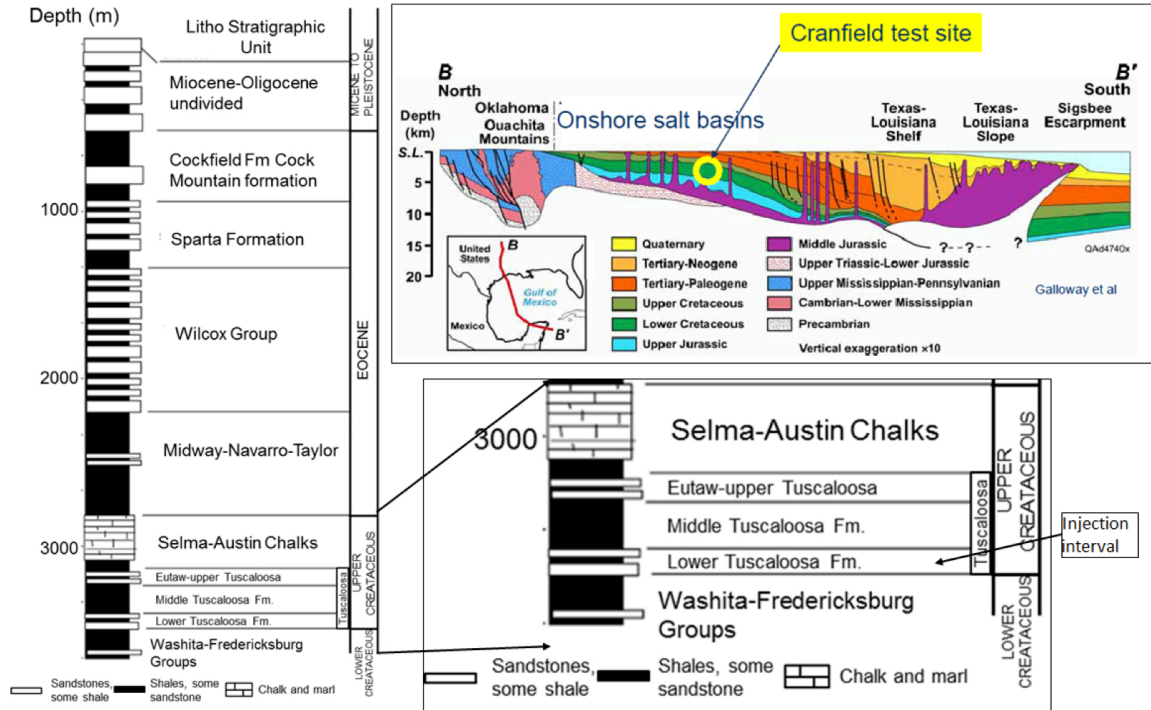 Depth (m)
Litho Stratigraphic
Unit
Miocene-Oligocene
undivided
MICENE TO
PLEISTOCENE
Cockfield Fm Cock
Mountain formation
1000
Sparta Formation
Wilcox Group
EOCENE
2000
Midway-Navarro-Taylor
3000
Selma-Austin Chalks
Eutaw-upper Tuscaloosa
Middle Tuscaloosa Fm.
Lower Tuscaloosa Fm.
Tuscaloosa
UPPER
CREATACEOUS
Washita-Fredericksburg
Groups
LOWER
CREATACEOUS
Sandstones,
some shale
Shales, some
sandstone
Chalk and marl
Cranfield test site
B
North
B'
South
Oklahoma
Ouachita
Mountains
Onshore salt basins
Texas-
Louisiana
Shelf
Texas-
Louisiana
Slope
Sigsbee
Escarpment
Depth
(km)
S.L.
5
10
15
20
? - - ? -
?
QAd4740x
United
States
B
Gulf of
Mexico
Mexico
B'
Quaternary
Tertiary-Neogene
Tertiary-Paleogene
Upper Cretaceous
Lower Cretaceous
Upper Jurassic
Middle Jurassic
Upper Triassic-Lower Jurassic
Upper Mississippian-Pennsylvanian
Cambrian-Lower Mississippian
Precambrian
Vertical exaggeration ×10
Galloway et al
3000
Selma-Austin Chalks
Eutaw-upper Tuscaloosa
Middle Tuscaloosa Fm.
Lower Tuscaloosa Fm.
Tuscaloosa
UPPER
CREATACEOUS
Injection
interval
Washita-Fredericksburg
Groups
LOWER
CREATACEOUS
Sandstones,
some shale
Shales, some
sandstone
Chalk and marl